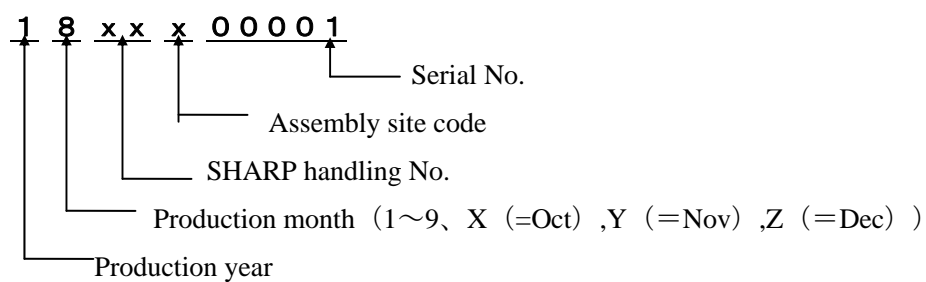 １ ８ ｘｘ ｘ ００００１
Serial No.
Assembly site code
SHARP handling No.
Production month（1～9、X（=Oct）,Y（＝Nov）,Z（＝Dec））
Production year